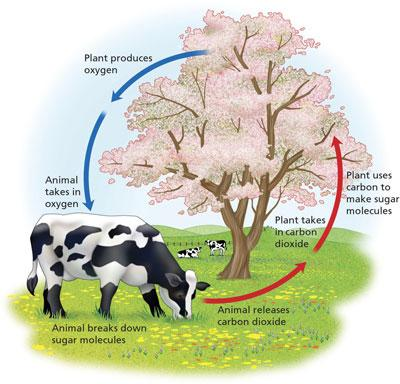 Plant produces
oxygen
Animal
takes in
oxygen
Animal breaks down
sugar molecules
Animal releases
carbon dioxide
Plant takes
in carbon
dioxide
Plant uses
carbon to
make sugar
molecules